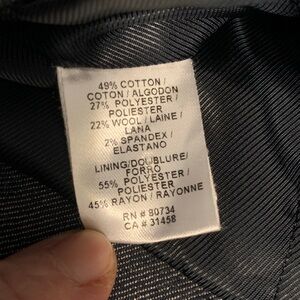 49% COTTON /
COTON / ALGODON
27% POLYESTER /
POLIESTER
22% WOOL / LAINE /
LANA
2% SPANDEX /
ELASTANO
LINING/DOUBLURE/
FORRO
55% POLYESTER /
POLIESTER
45% RAYON / RAYONNE
RN # 80734
CA # 31458